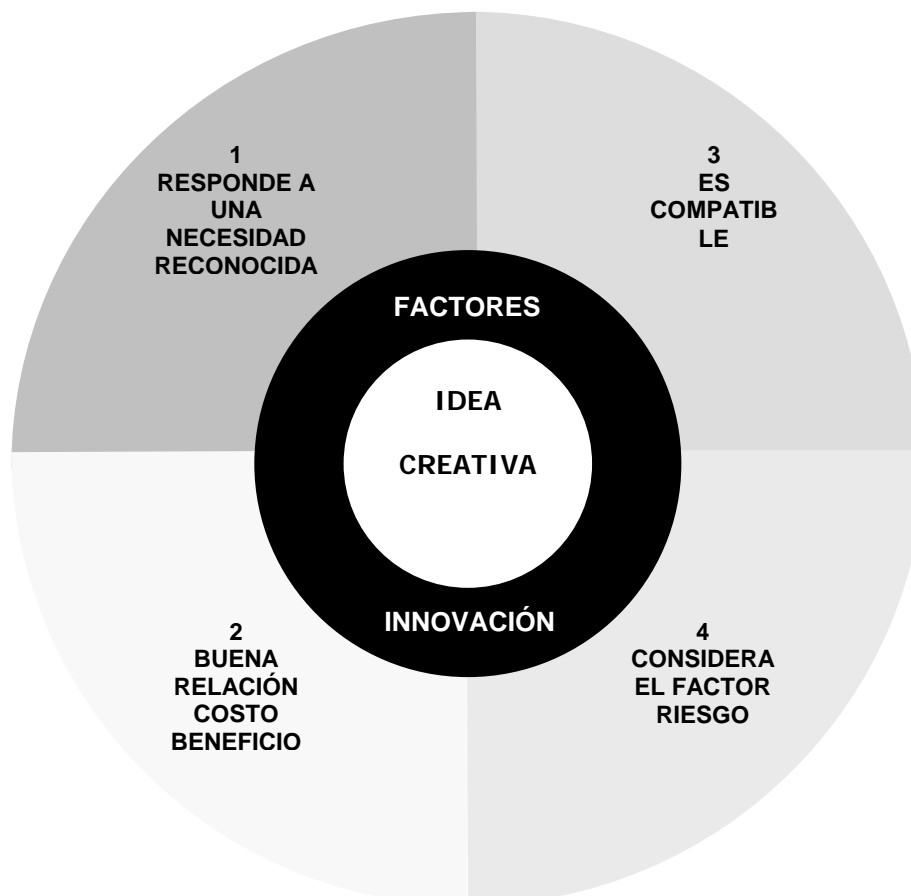 1
RESPONDE A
UNA
NECESIDAD
RECONOCIDA
3
ES
COMPATIB
LE
FACTORES
IDEA
CREATIVA
INNOVACIÓN
2
BUENA
RELACIÓN
COSTO
BENEFICIO
4
CONSIDERA
EL FACTOR
RIESGO